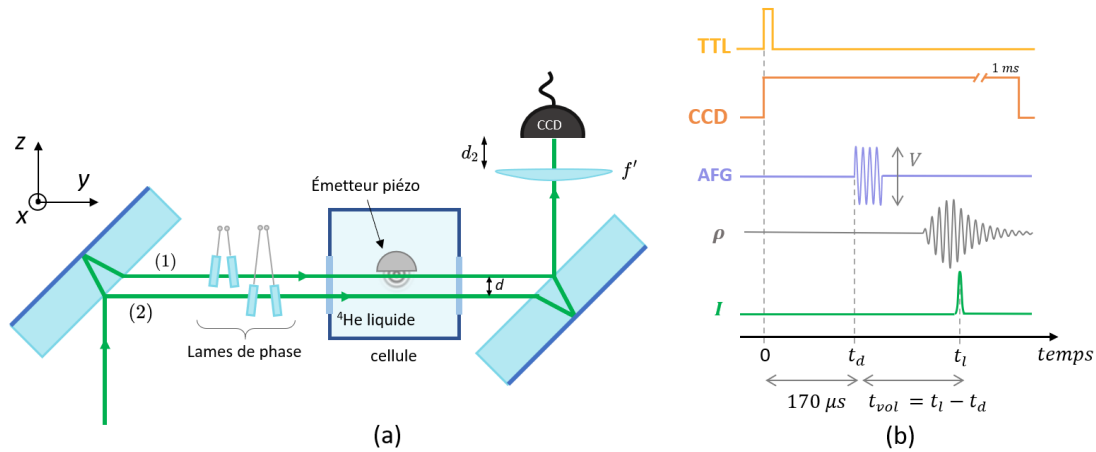 z
y
x
(1)
(2)
Lames de phase
Émetteur piézo
d
⁴He liquide
cellule
CCD
d₂
f'
(a)
TTL
1 ms
CCD
AFG
V
ρ
I
0
t_d
t_l
temps
170 μs
t_vol = t_l − t_d
(b)